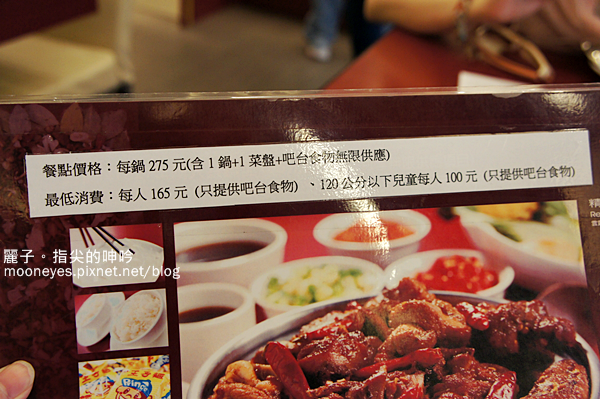 餐點價格：每鍋 275 元(含 1 鍋+1 菜盤+吧台食物無限供應)
最低消費：每人 165 元 (只提供吧台食物) 、120 公分以下兒童每人 100 元 (只提供吧台食物)
麗子。指尖的呻吟
mooneyes.pixnet.net/blog